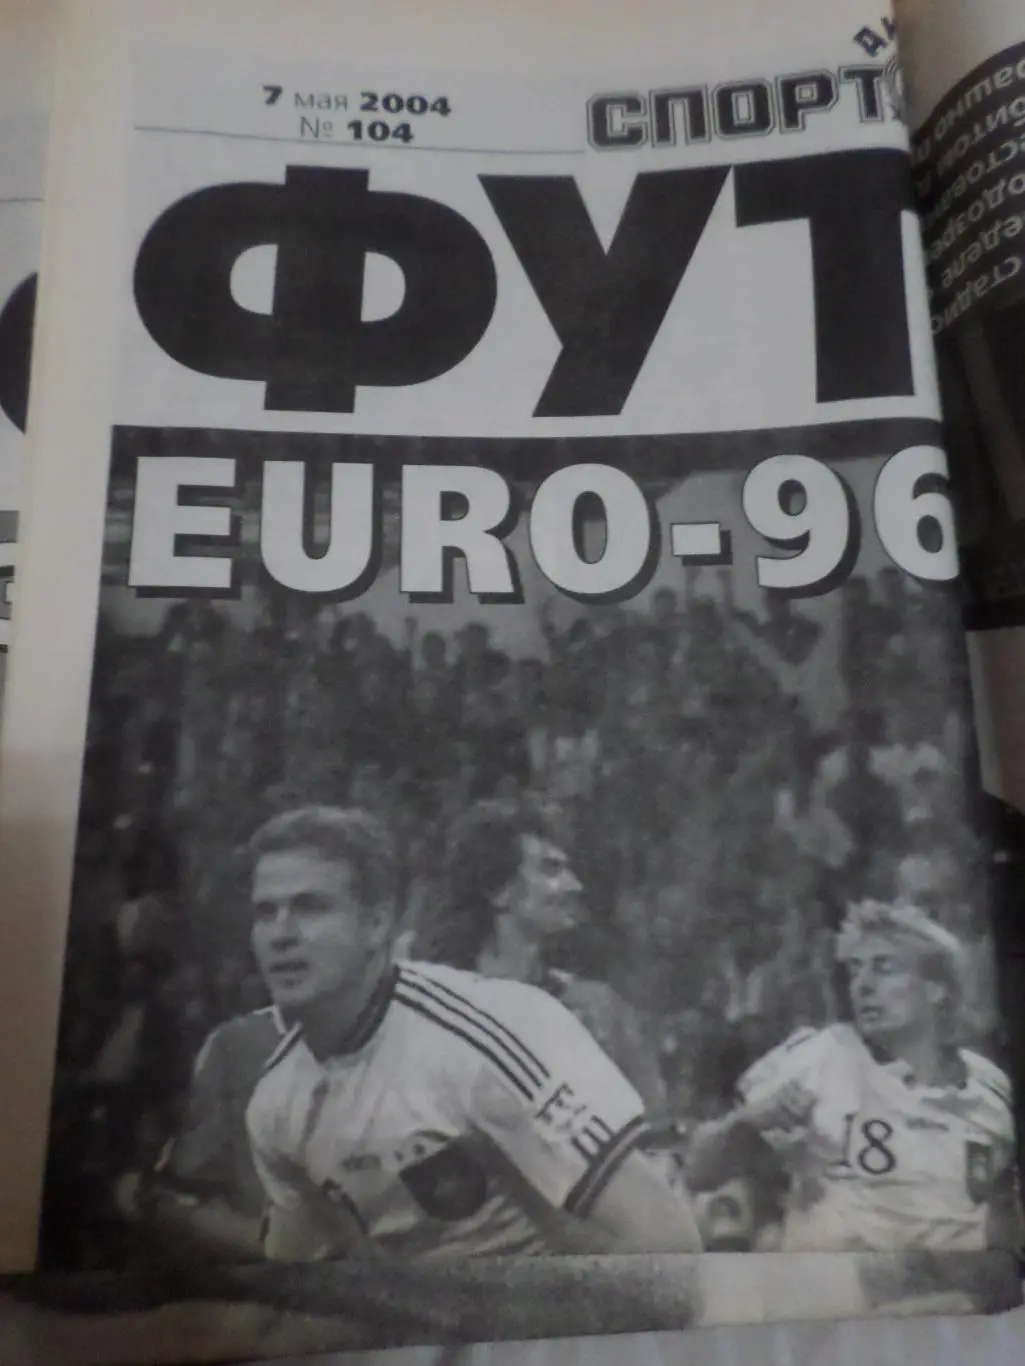 7 мая 2004
№ 104
СПОРТ
ФУТ
EURO-96
18